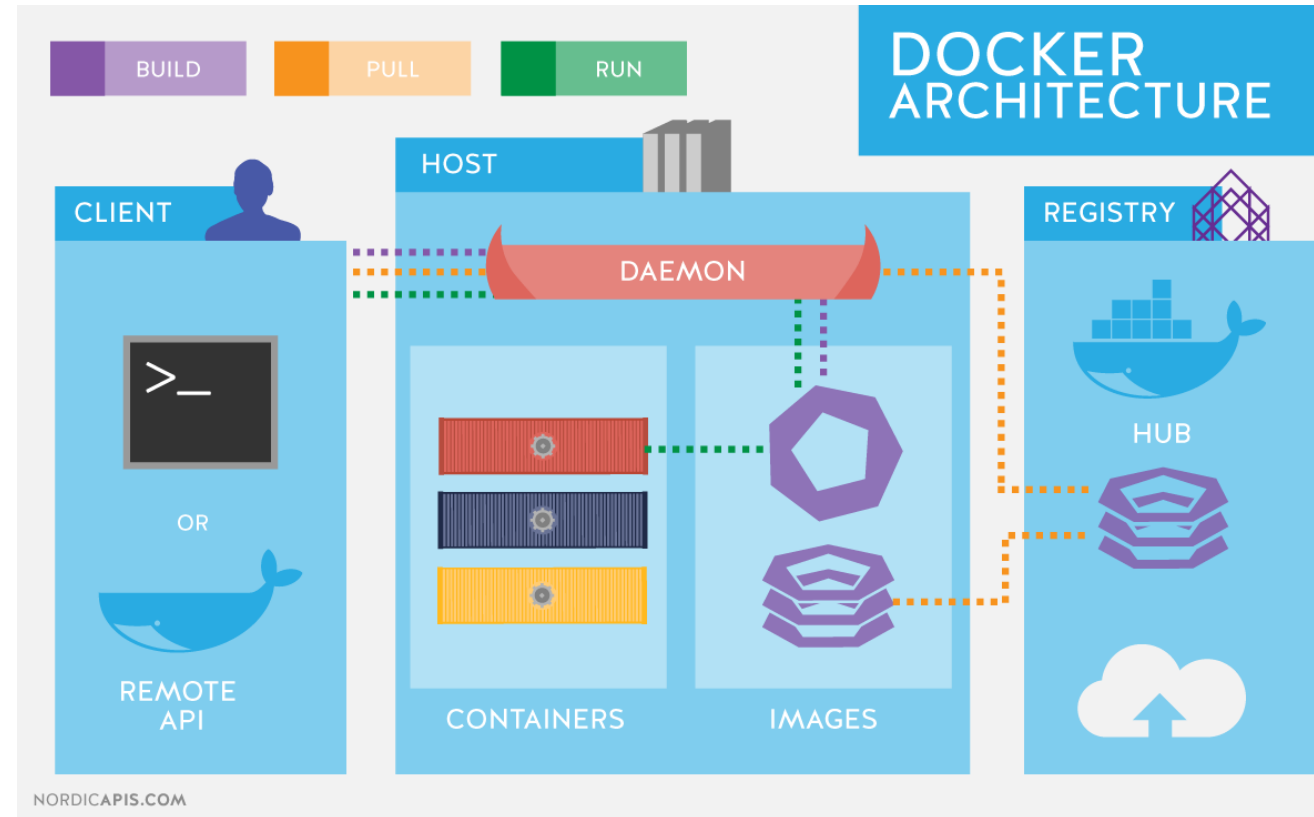 BUILD
PULL
RUN
DOCKER
ARCHITECTURE
HOST
CLIENT
REGISTRY
DAEMON
>_
HUB
OR
REMOTE
API
CONTAINERS
IMAGES
NORDICAPIS.COM